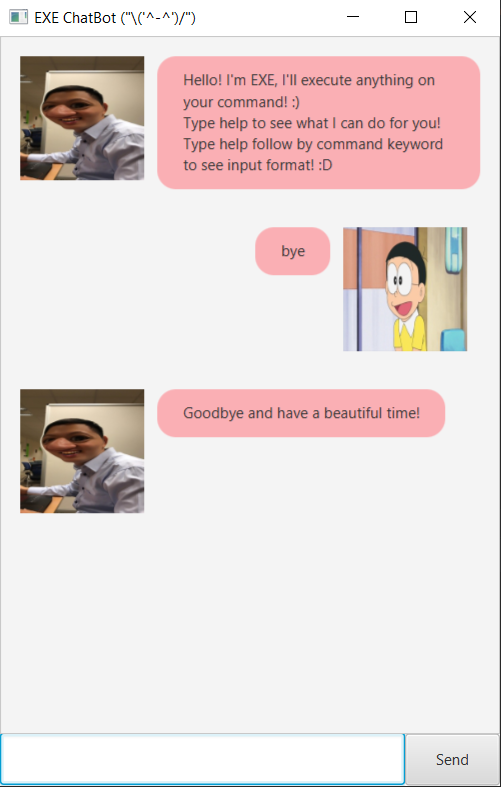 EXE ChatBot ("\('^-^')/")
Hello! I'm EXE, I'll execute anything on
your command! :)
Type help to see what I can do for you!
Type help follow by command keyword
to see input format! :D
bye
Goodbye and have a beautiful time!
Send